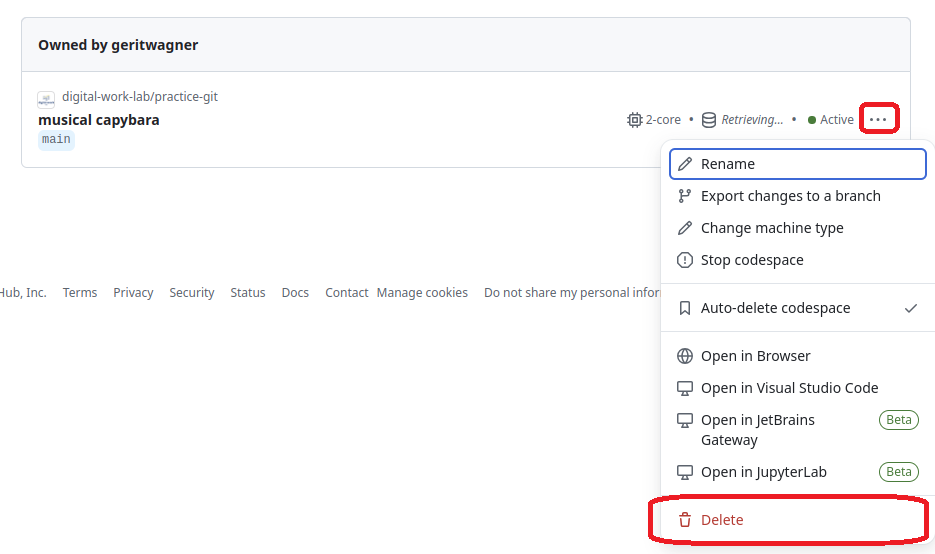 Owned by geritwagner
digital-work-lab/practice-git
musical capybara
2-core • Retrieving... • Active ...
main
Rename
Export changes to a branch
Change machine type
Stop codespace
Hub, Inc. Terms Privacy Security Status Docs Contact Manage cookies Do not share my personal infor
Auto-delete codespace
Open in Browser
Open in Visual Studio Code
Open in JetBrains Beta
Gateway
Open in JupyterLab Beta
Delete